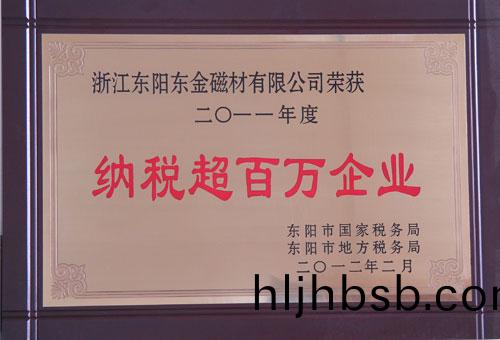 浙江东阳东金磁材有限公司荣获
二〇一一年度
纳税超百万企业
东阳市国家税务局
东阳市地方税务局
二〇一二年二月
hljhbsb.com